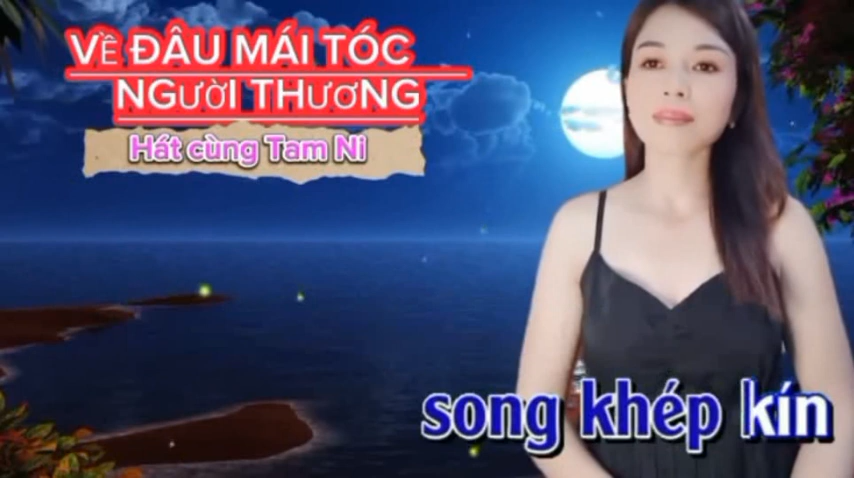 VỀ ĐÂU MÁI TÓC
NGƯỜI THƯƠNG
Hát cùng Tam Ni
song khép kín